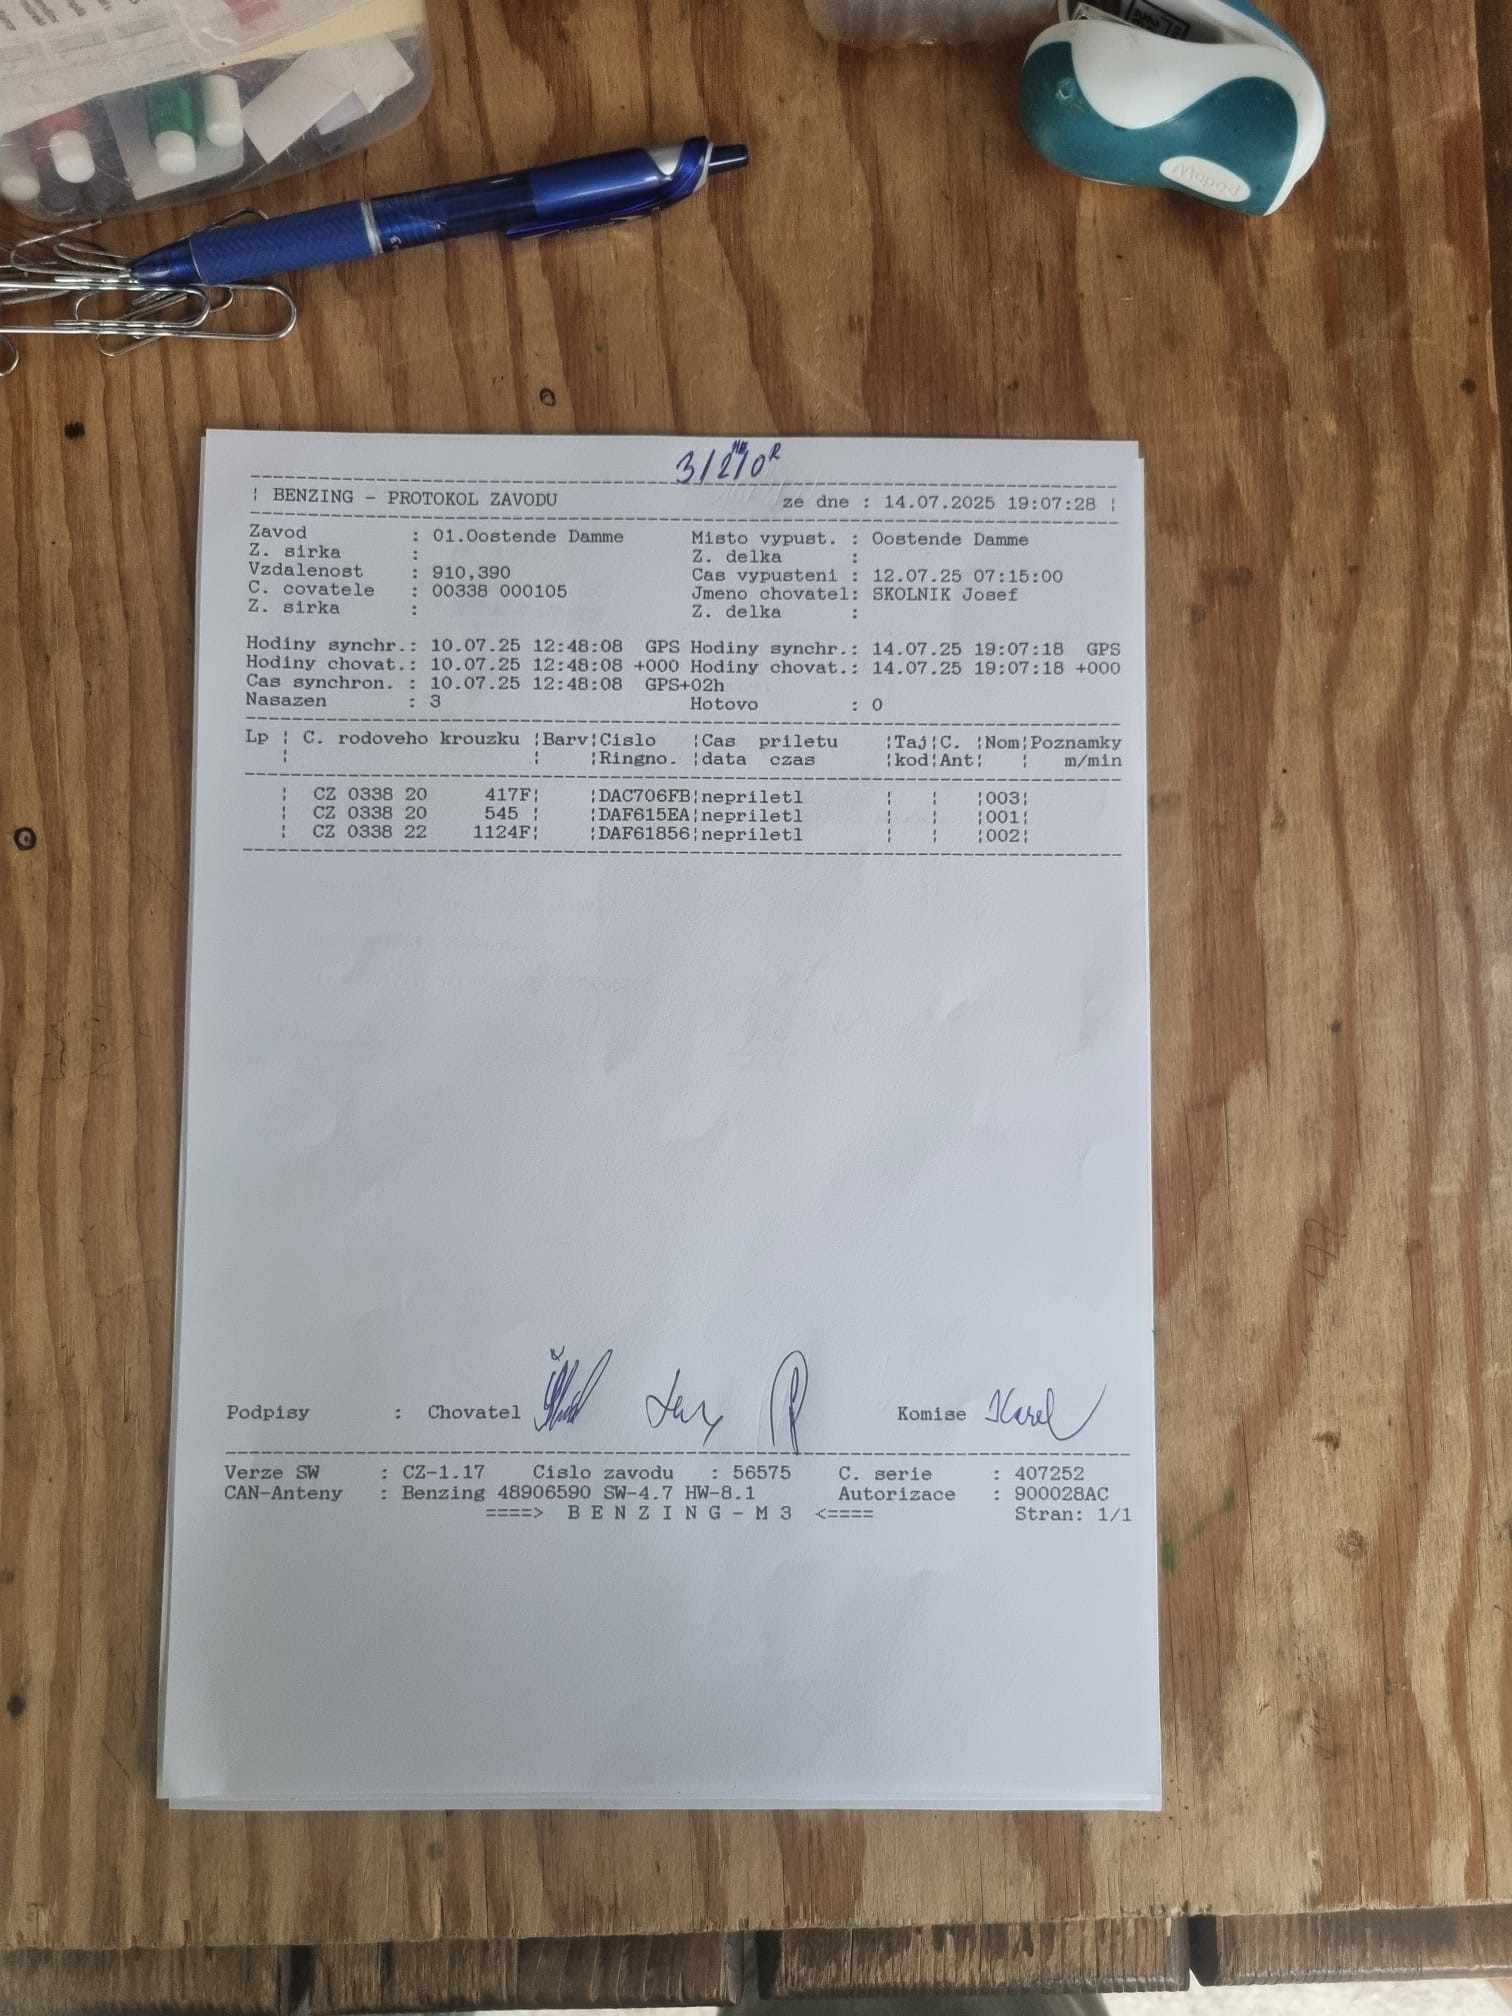 3/2/0
¦ BENZING - PROTOKOL ZAVODU ze dne : 14.07.2025 19:07:28 ¦
Zavod : 01.Oostende Damme Misto vypust. : Oostende Damme
Z. sirka : Z. delka :
Vzdalenost : 910,390 Cas vypusteni : 12.07.25 07:15:00
C. covatele : 00338 000105 Jmeno chovatel: SKOLNIK Josef
Z. sirka : Z. delka :
Hodiny synchr.: 10.07.25 12:48:08 GPS Hodiny synchr.: 14.07.25 19:07:18 GPS
Hodiny chovat.: 10.07.25 12:48:08 +000 Hodiny chovat.: 14.07.25 19:07:18 +000
Cas synchron. : 10.07.25 12:48:08 GPS+02h
Nasazen : 3 Hotovo : 0
Lp ¦ C. rodoveho krouzku ¦Barv¦Cislo ¦Cas priletu ¦Taj¦C. ¦Nom¦Poznamky
¦ ¦ ¦Ringno. ¦data czas ¦kod¦Ant¦ ¦ m/min
¦ CZ 0338 20 417F¦ ¦DAC706FB¦nepriletl ¦ ¦ ¦003¦
¦ CZ 0338 20 545 ¦ ¦DAF615EA¦nepriletl ¦ ¦ ¦001¦
¦ CZ 0338 22 1124F¦ ¦DAF61856¦nepriletl ¦ ¦ ¦002¦
Podpisy : Chovatel Komise Karel
Verze SW : CZ-1.17 Cislo zavodu : 56575 C. serie : 407252
CAN-Anteny : Benzing 48906590 SW-4.7 HW-8.1 Autorizace : 900028AC
====> B E N Z I N G - M 3 <==== Stran: 1/1